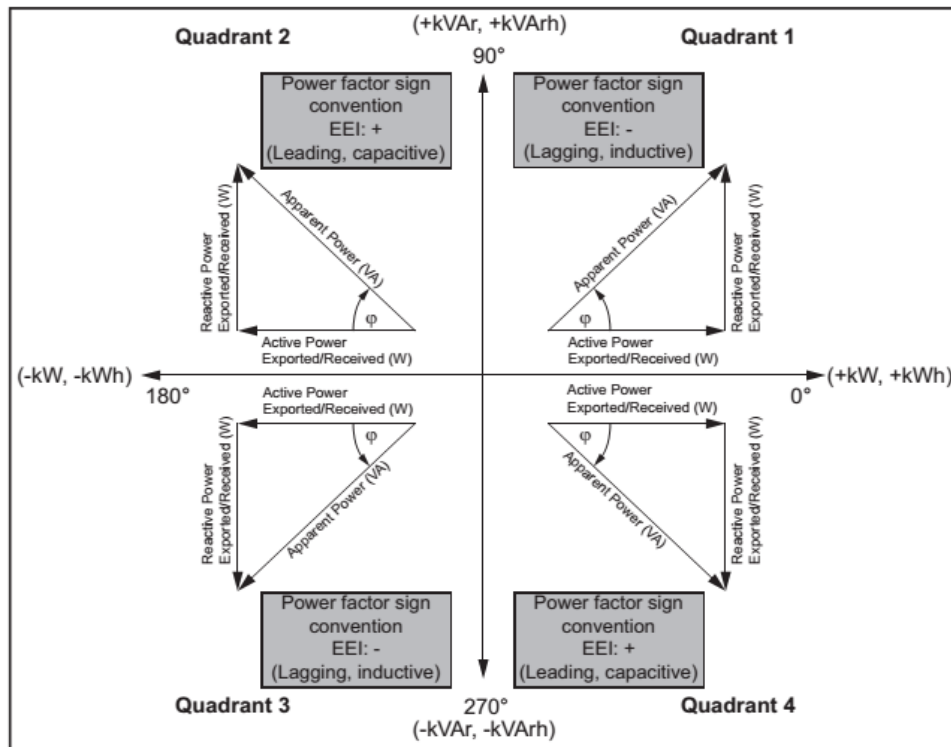 (+kVAr, +kVArh)
Quadrant 2
Quadrant 1
90°
Power factor sign
convention
EEI: +
(Leading, capacitive)
Power factor sign
convention
EEI: -
(Lagging, inductive)
Reactive Power
Exported/Received (W)
Apparent Power (VA)
φ
Active Power
Exported/Received (W)
Apparent Power (VA)
Reactive Power
Exported/Received (W)
φ
Active Power
Exported/Received (W)
(-kW, -kWh)
180°
(+kW, +kWh)
0°
Active Power
Exported/Received (W)
φ
Reactive Power
Exported/Received (W)
Apparent Power (VA)
Active Power
Exported/Received (W)
φ
Apparent Power (VA)
Reactive Power
Exported/Received (W)
Power factor sign
convention
EEI: -
(Lagging, inductive)
Power factor sign
convention
EEI: +
(Leading, capacitive)
Quadrant 3
270°
Quadrant 4
(-kVAr, -kVArh)